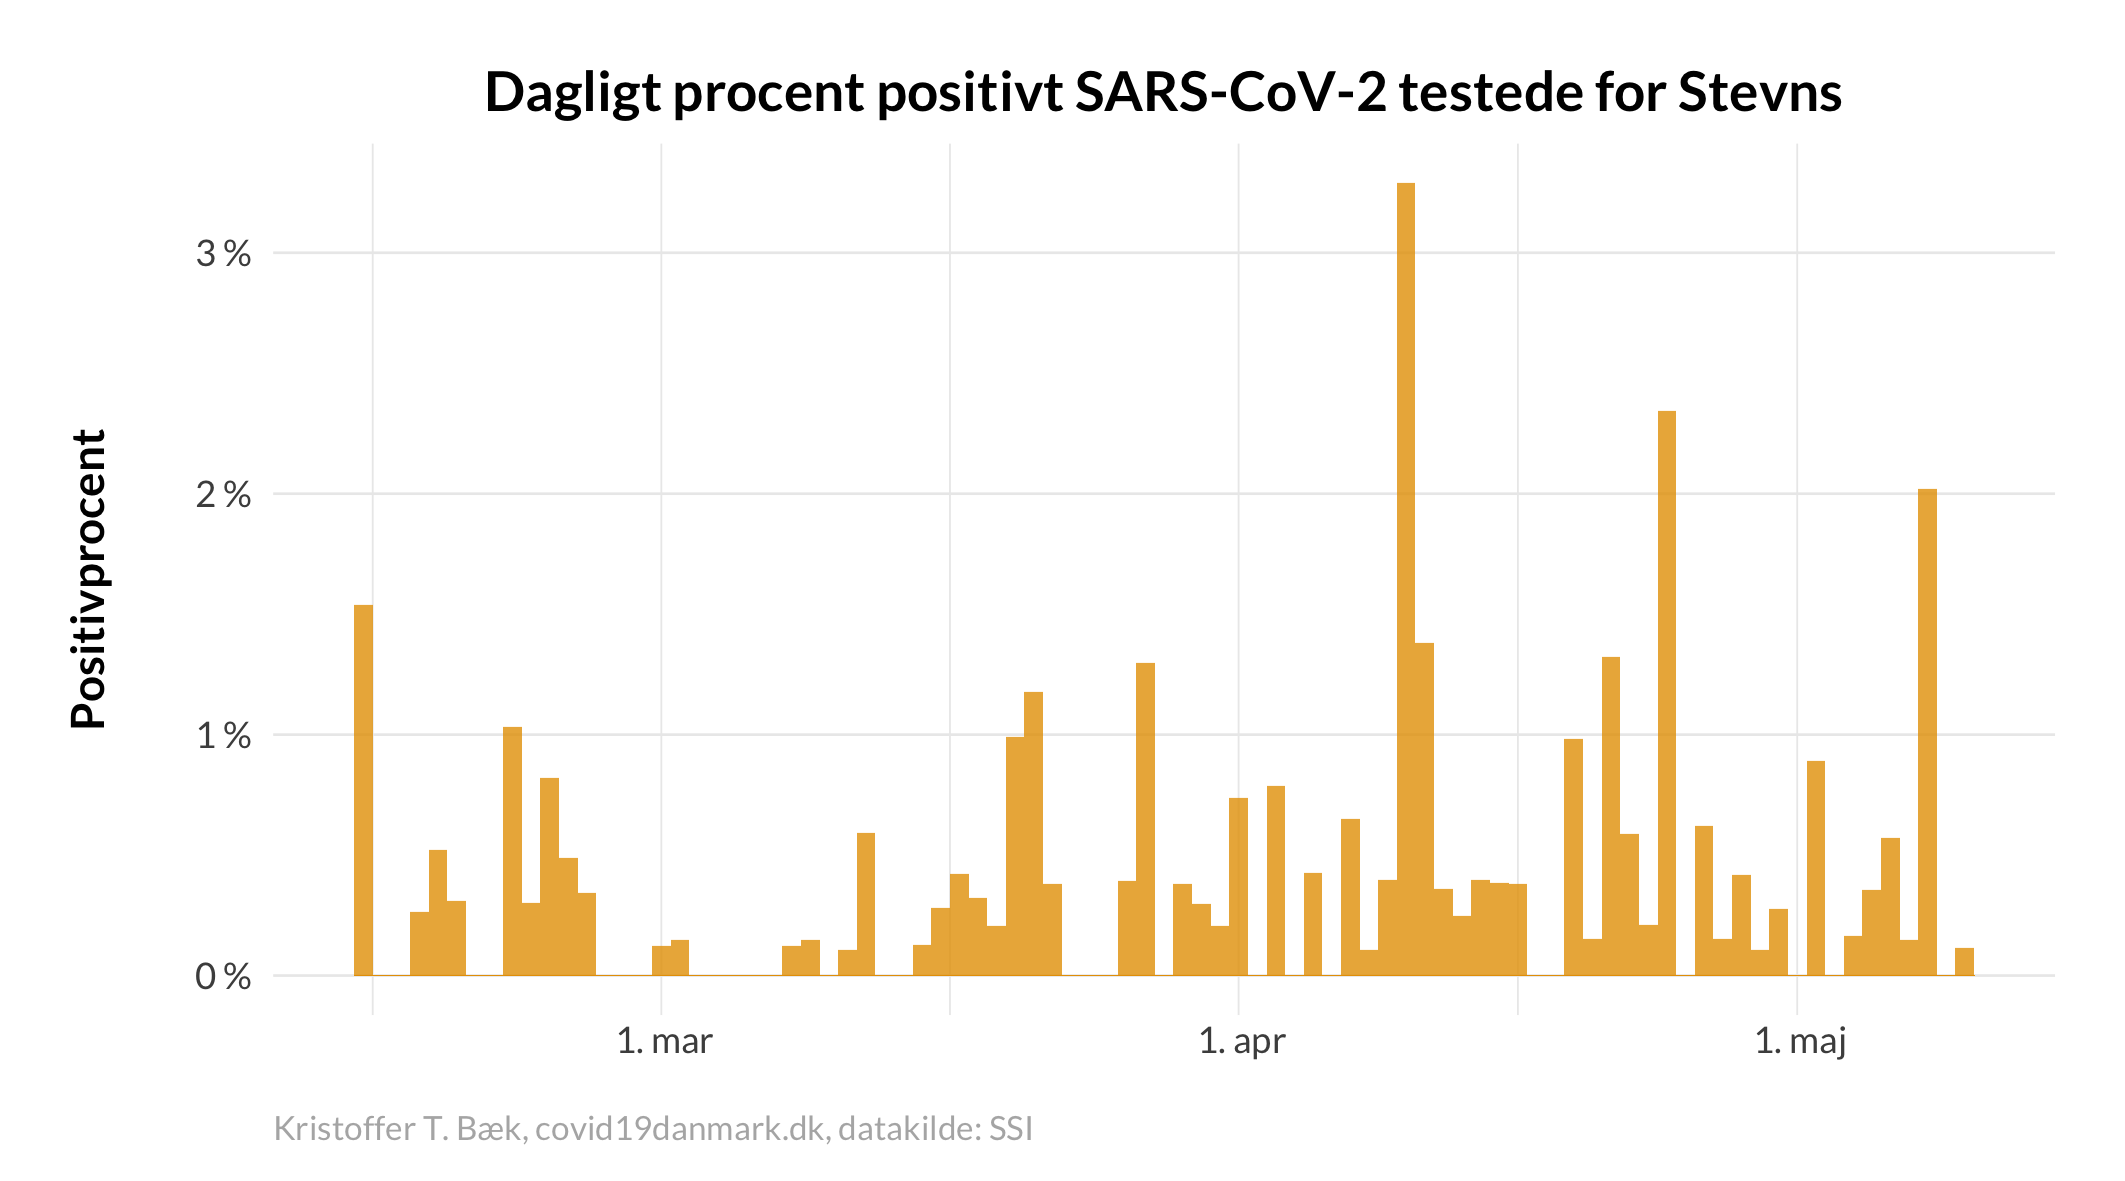 Dagligt procent positivt SARS-CoV-2 testede for Stevns
Positivprocent
3 %
2 %
1 %
0 %
1. mar
1. apr
1. maj
Kristoffer T. Bæk, covid19danmark.dk, datakilde: SSI